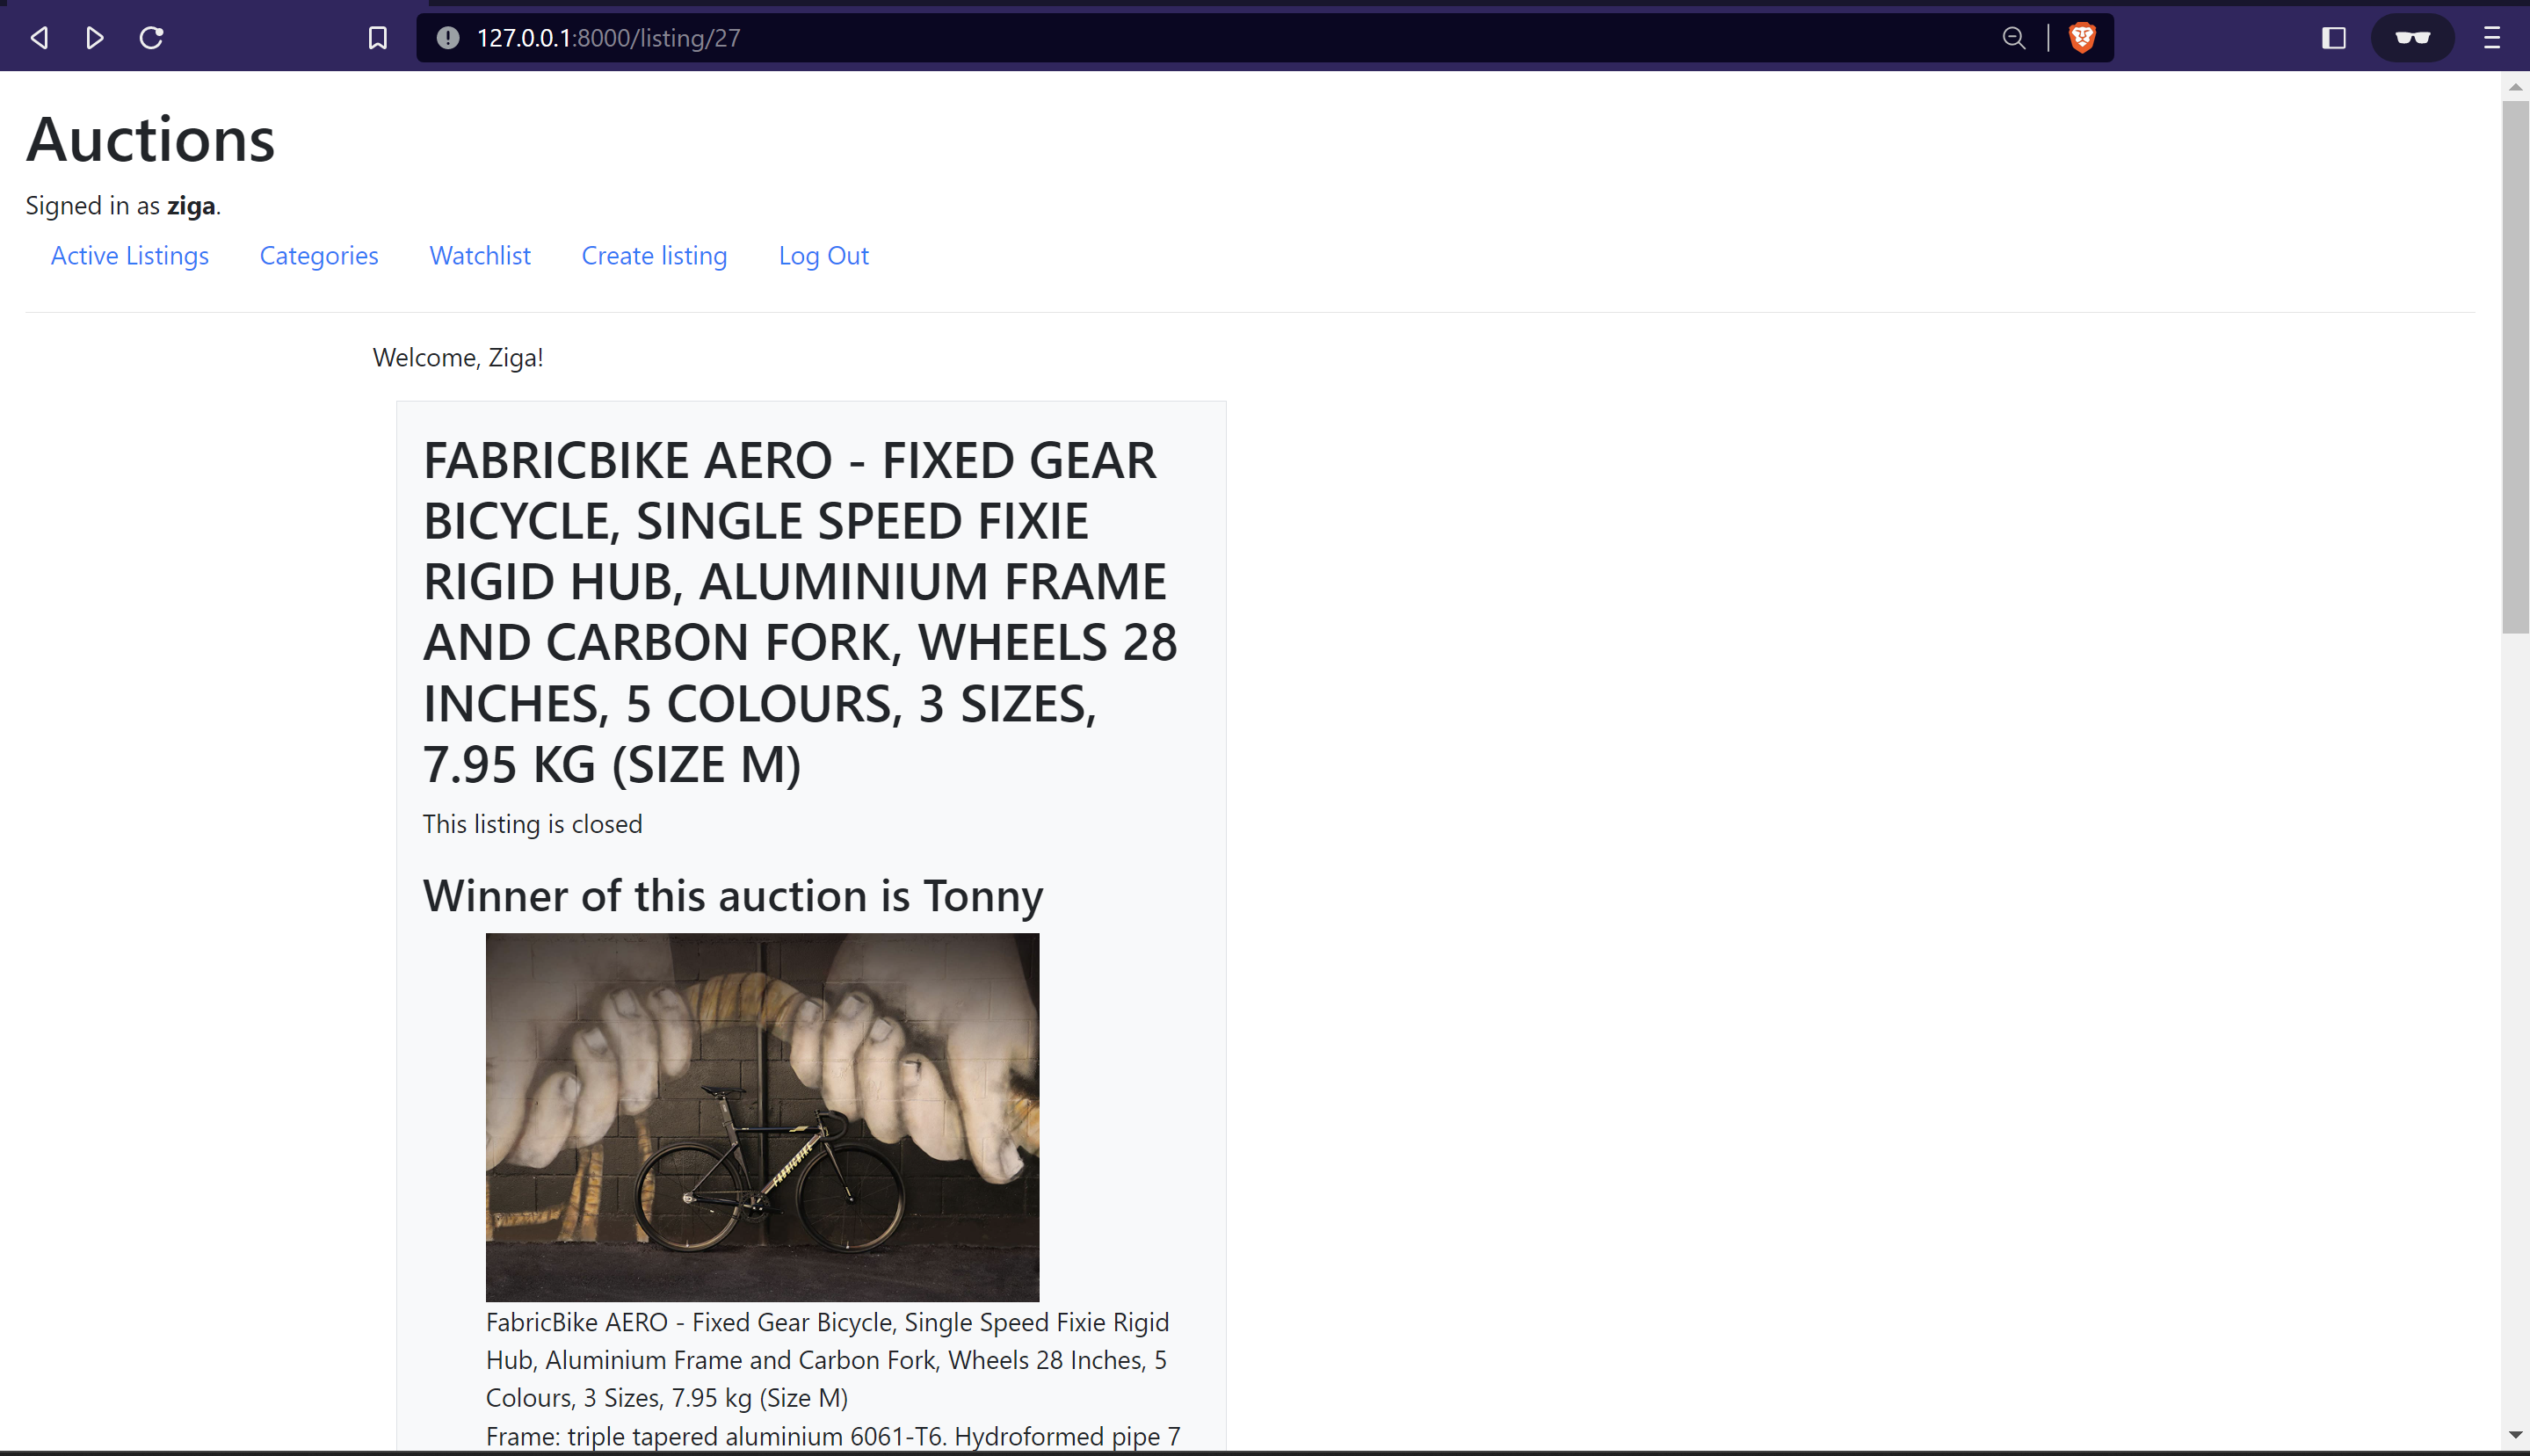 127.0.0.1:8000/listing/27
Auctions
Signed in as ziga.
Active Listings Categories Watchlist Create listing Log Out
Welcome, Ziga!
FABRICBIKE AERO - FIXED GEAR
BICYCLE, SINGLE SPEED FIXIE
RIGID HUB, ALUMINIUM FRAME
AND CARBON FORK, WHEELS 28
INCHES, 5 COLOURS, 3 SIZES,
7.95 KG (SIZE M)
This listing is closed
Winner of this auction is Tonny
FABRICBIKE
FabricBike AERO - Fixed Gear Bicycle, Single Speed Fixie Rigid
Hub, Aluminium Frame and Carbon Fork, Wheels 28 Inches, 5
Colours, 3 Sizes, 7.95 kg (Size M)
Frame: triple tapered aluminium 6061-T6. Hydroformed pipe 7